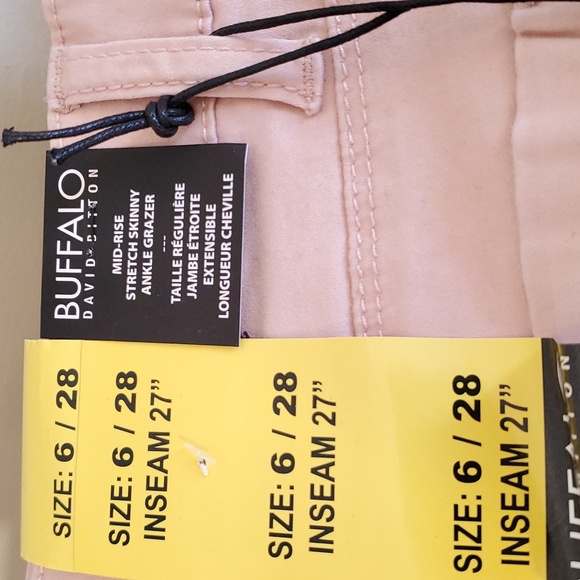 BUFFALO
DAVID BITTON
MID-RISE
STRETCH SKINNY
ANKLE GRAZER
---
TAILLE RÉGULIÈRE
JAMBE ÉTROITE
EXTENSIBLE
LONGUEUR CHEVILLE
SIZE: 6 / 28
SIZE: 6 / 28
INSEAM 27”
SIZE: 6 / 28
INSEAM 27”
SIZE: 6 / 28
INSEAM 27”